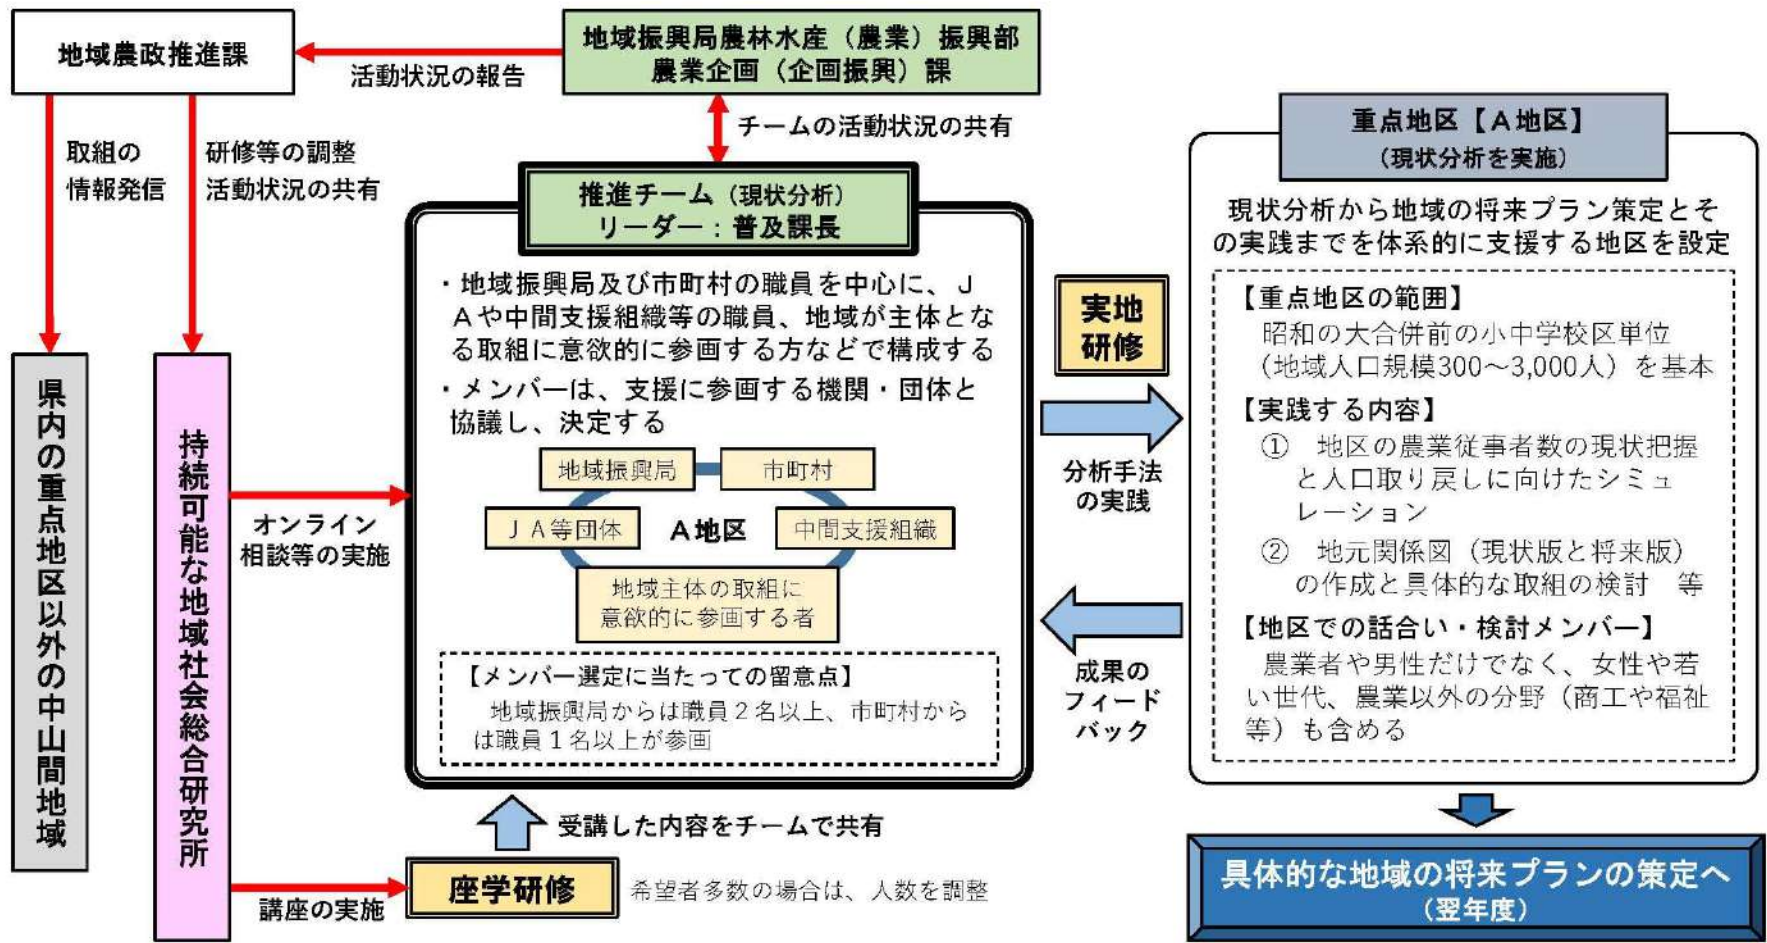 地域農政推進課
活動状況の報告
地域振興局農林水産（農業）振興部
農業企画（企画振興）課
チームの活動状況の共有
取組の
情報発信
研修等の調整
活動状況の共有
県内の重点地区以外の中山間地域
持続可能な地域社会総合研究所
オンライン
相談等の実施
講座の実施
推進チーム（現状分析）
リーダー：普及課長
・地域振興局及び市町村の職員を中心に、Ｊ
Ａや中間支援組織等の職員、地域が主体とな
る取組に意欲的に参画する方などで構成する
・メンバーは、支援に参画する機関・団体と
協議し、決定する
地域振興局
市町村
ＪＡ等団体
Ａ地区
中間支援組織
地域主体の取組に
意欲的に参画する者
【メンバー選定に当たっての留意点】
地域振興局からは職員２名以上、市町村から
は職員１名以上が参画
受講した内容をチームで共有
座学研修
希望者多数の場合は、人数を調整
実地
研修
分析手法
の実践
成果の
フィード
バック
重点地区【Ａ地区】
（現状分析を実施）
現状分析から地域の将来プラン策定とそ
の実践までを体系的に支援する地区を設定
【重点地区の範囲】
昭和の大合併前の小中学校区単位
（地域人口規模300～3,000人）を基本
【実践する内容】
①　地区の農業従事者数の現状把握
と人口取り戻しに向けたシミュ
レーション
②　地元関係図（現状版と将来版）
の作成と具体的な取組の検討　等
【地区での話合い・検討メンバー】
農業者や男性だけでなく、女性や若
い世代、農業以外の分野（商工や福祉
等）も含める
具体的な地域の将来プランの策定へ
（翌年度）